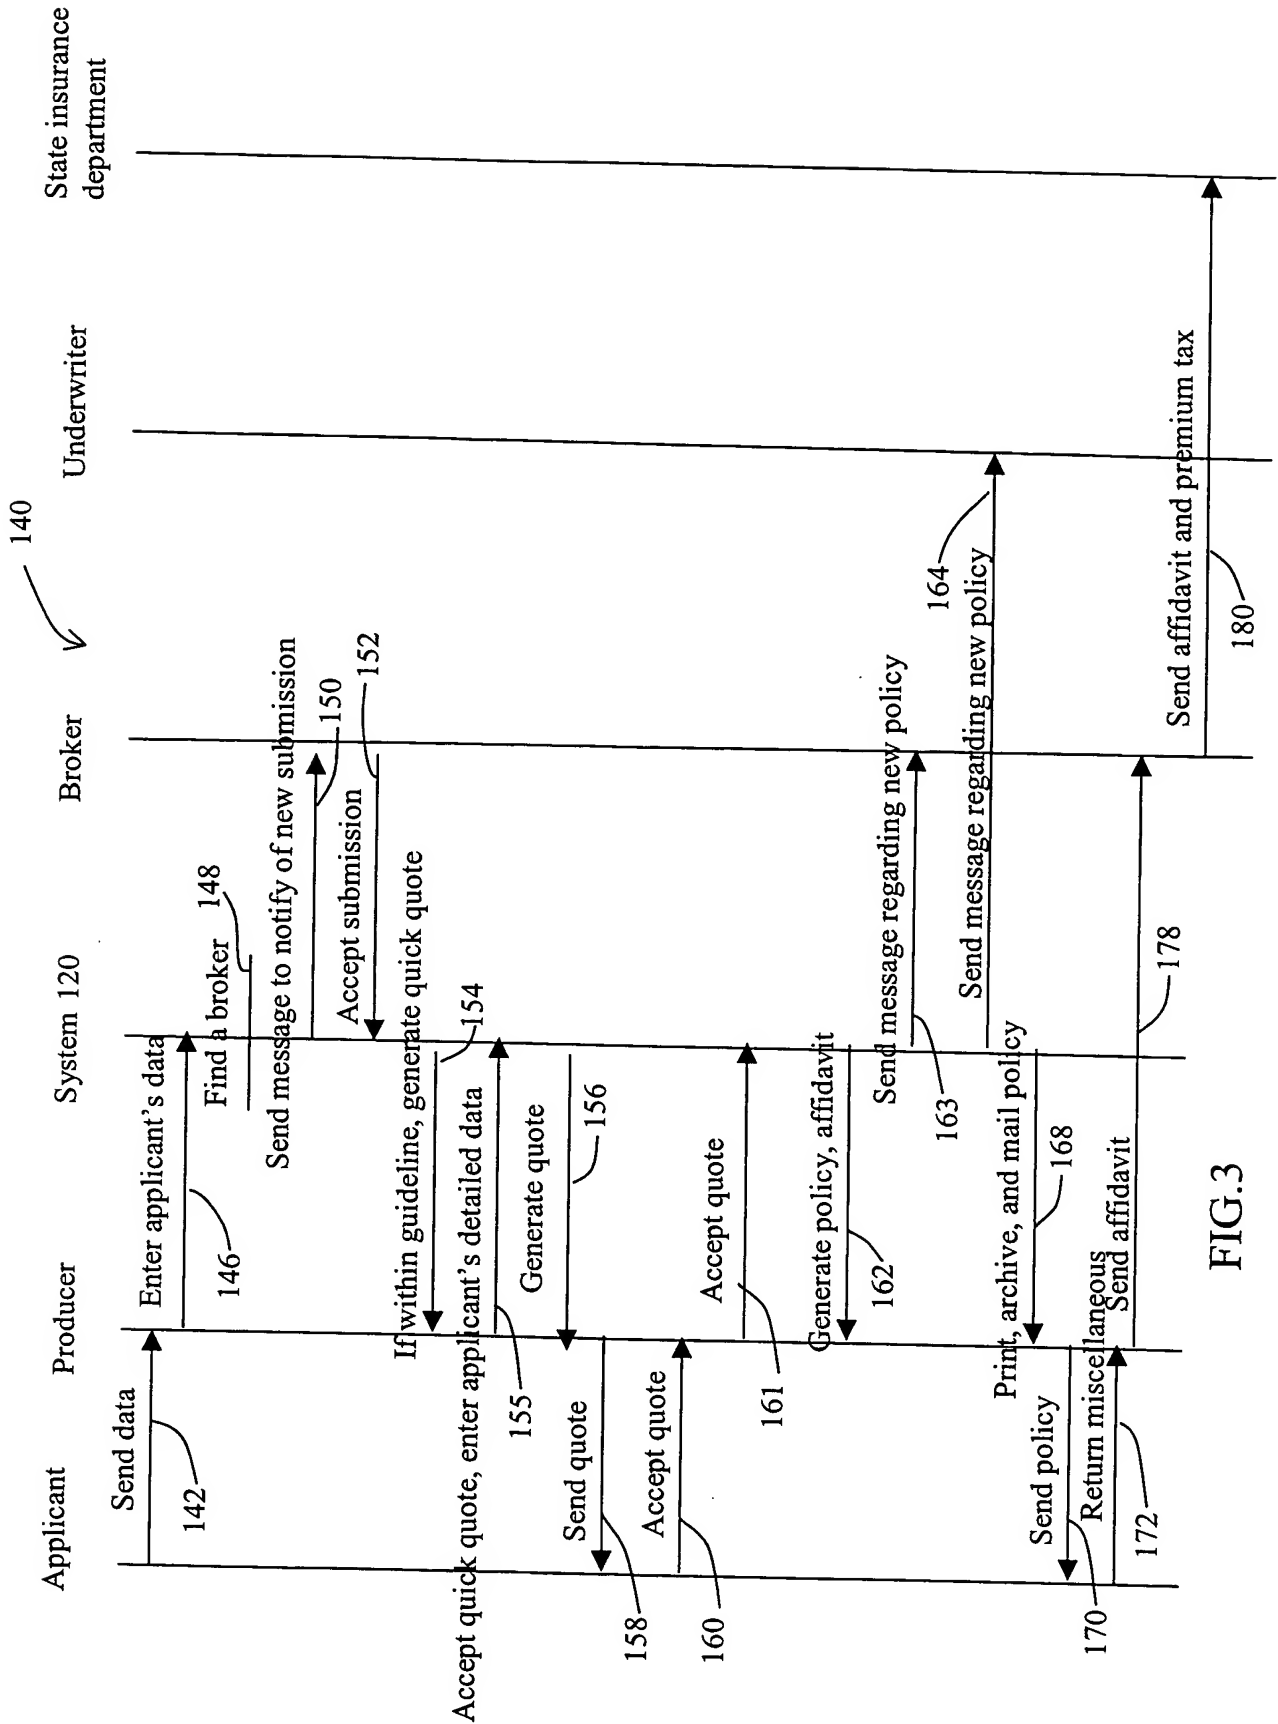 140
Applicant
Producer
System 120
Broker
Underwriter
State insurance
department
Send data
142
Enter applicant's data
146
Find a broker
148
Send message to notify of new submission
150
Accept submission
152
If within guideline, generate quick quote
154
Accept quick quote, enter applicant's detailed data
155
Generate quote
156
Send quote
158
Accept quote
160
Accept quote
161
Generate policy, affidavit
162
Send message regarding new policy
163
Send message regarding new policy
164
Print, archive, and mail policy
168
Send policy
170
Return miscellaneous
172
Send affidavit
178
Send affidavit and premium tax
180
FIG.3